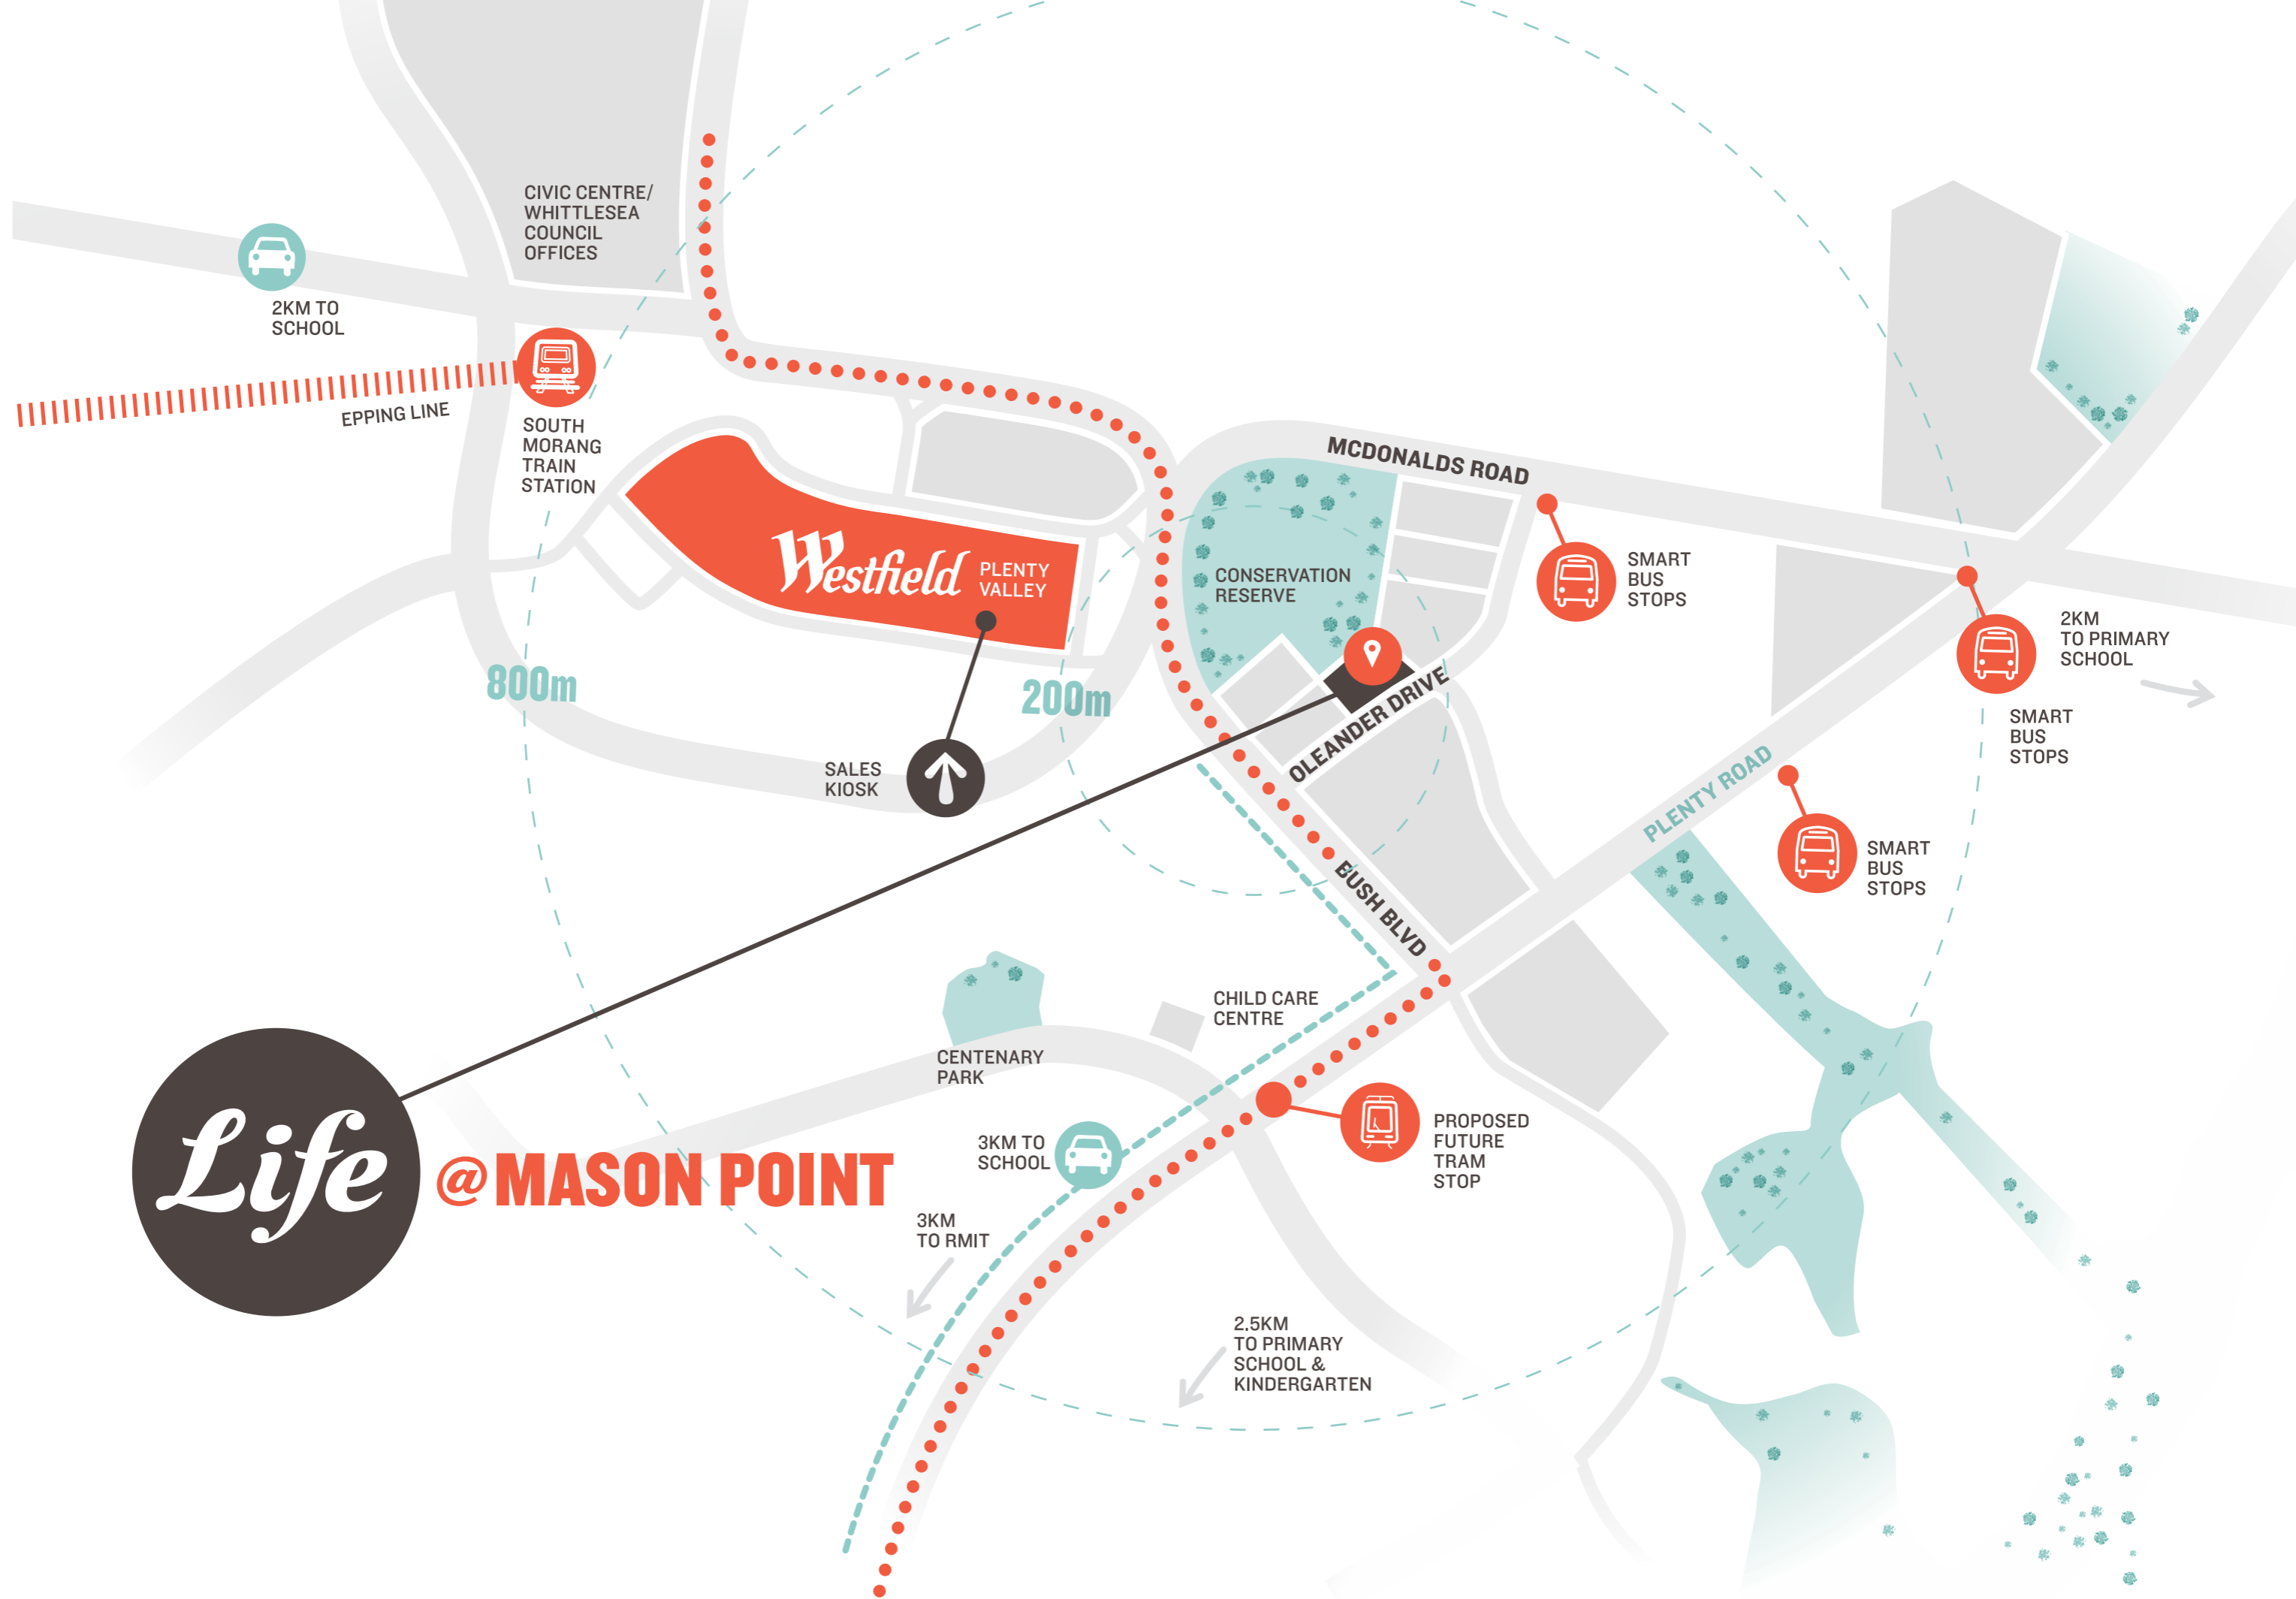 CIVIC CENTRE/
WHITTLESEA
COUNCIL
OFFICES
2KM TO
SCHOOL
EPPING LINE
SOUTH
MORANG
TRAIN
STATION
MCDONALDS ROAD
Westfield
PLENTY
VALLEY
CONSERVATION
RESERVE
SMART
BUS
STOPS
2KM
TO PRIMARY
SCHOOL
SMART
BUS
STOPS
800m
200m
OLEANDER DRIVE
SALES
KIOSK
PLENTY ROAD
SMART
BUS
STOPS
BUSH BLVD
CHILD CARE
CENTRE
CENTENARY
PARK
PROPOSED
FUTURE
TRAM
STOP
3KM TO
SCHOOL
Life
@MASON POINT
3KM
TO RMIT
2.5KM
TO PRIMARY
SCHOOL &
KINDERGARTEN